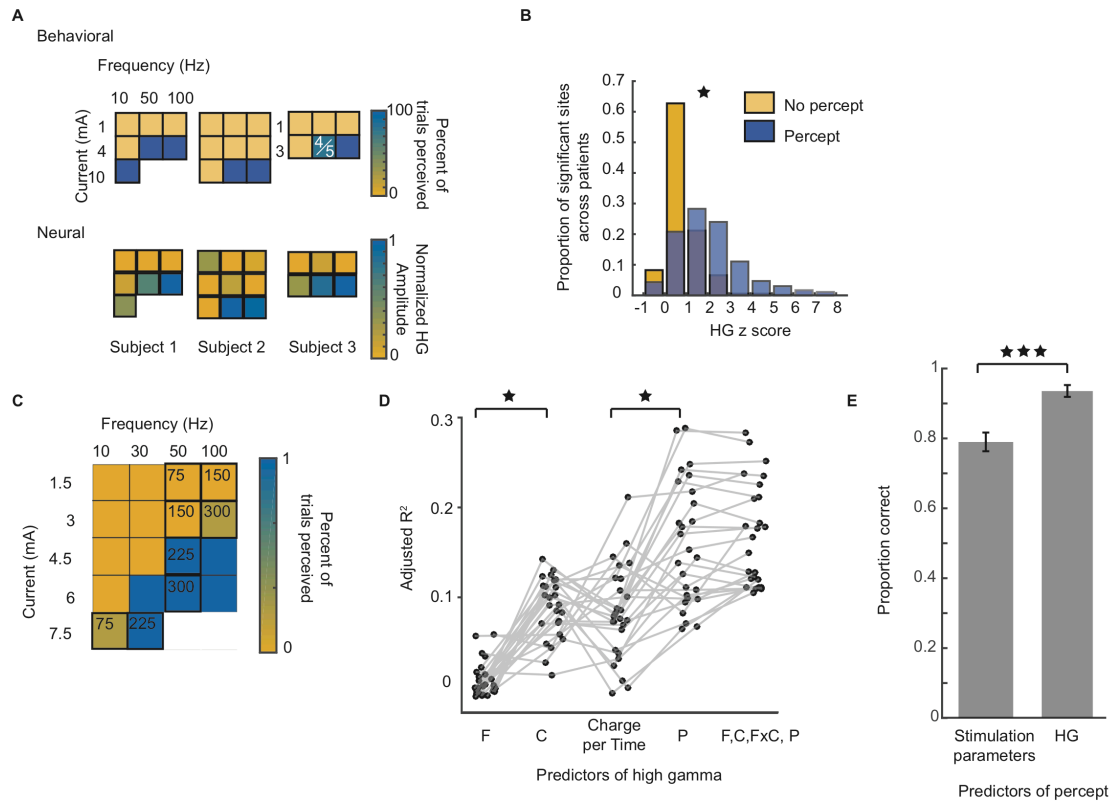 A
Behavioral
Frequency (Hz)
10 50 100
Current (mA)
1
4
10
1
3
4/5
100
0
Percent of
trials perceived
Neural
1
0
Normalized HG
Amplitude
Subject 1 Subject 2 Subject 3
B
Proportion of significant sites
across patients
0.7
0.6
0.5
0.4
0.3
0.2
0.1
0
-1 0 1 2 3 4 5 6 7 8
HG z score
No percept
Percept
C
Frequency (Hz)
10 30 50 100
Current (mA)
1.5 75 150
3 150 300
4.5 225
6 300
7.5 75 225
1
0
Percent of
trials perceived
D
Adjusted R²
0.3
0.2
0.1
0
F C Charge
per Time P F,C,FxC, P
Predictors of high gamma
E
Proportion correct
1
0.8
0.6
0.4
0.2
0
Stimulation
parameters HG
Predictors of percept